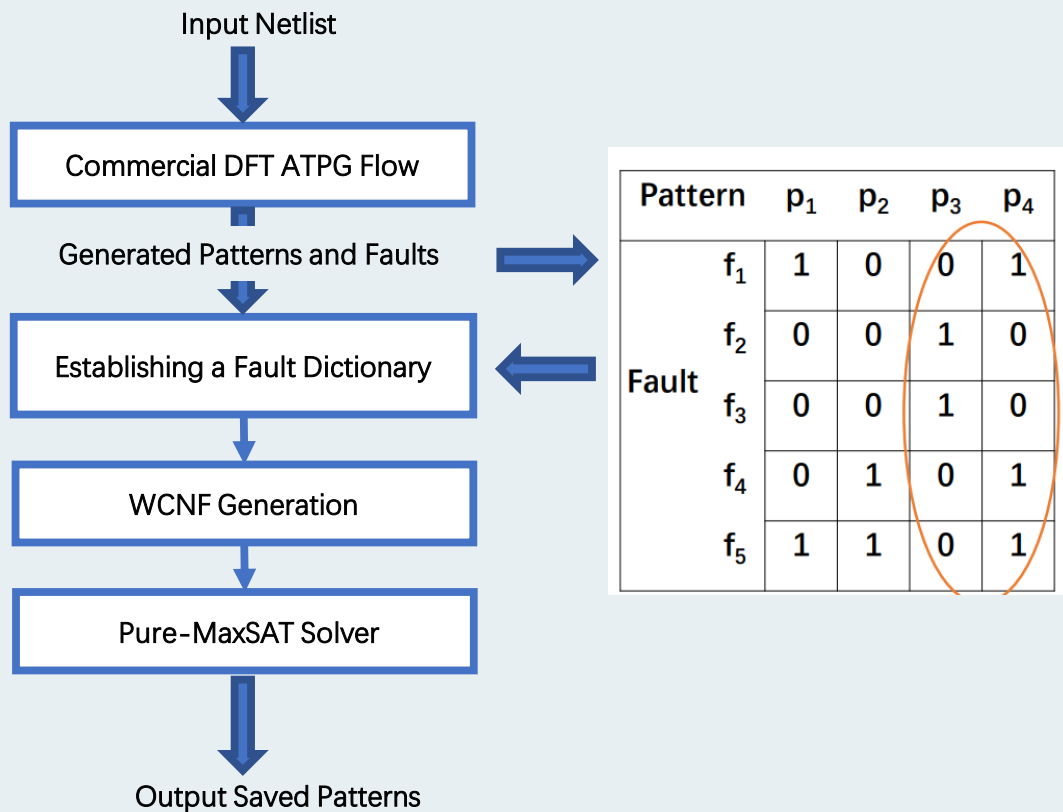 Input Netlist
Commercial DFT ATPG Flow
Generated Patterns and Faults
Establishing a Fault Dictionary
WCNF Generation
Pure-MaxSAT Solver
Output Saved Patterns
Pattern p₁ p₂ p₃ p₄
f₁ 1 0 0 1
f₂ 0 0 1 0
Fault
f₃ 0 0 1 0
f₄ 0 1 0 1
f₅ 1 1 0 1